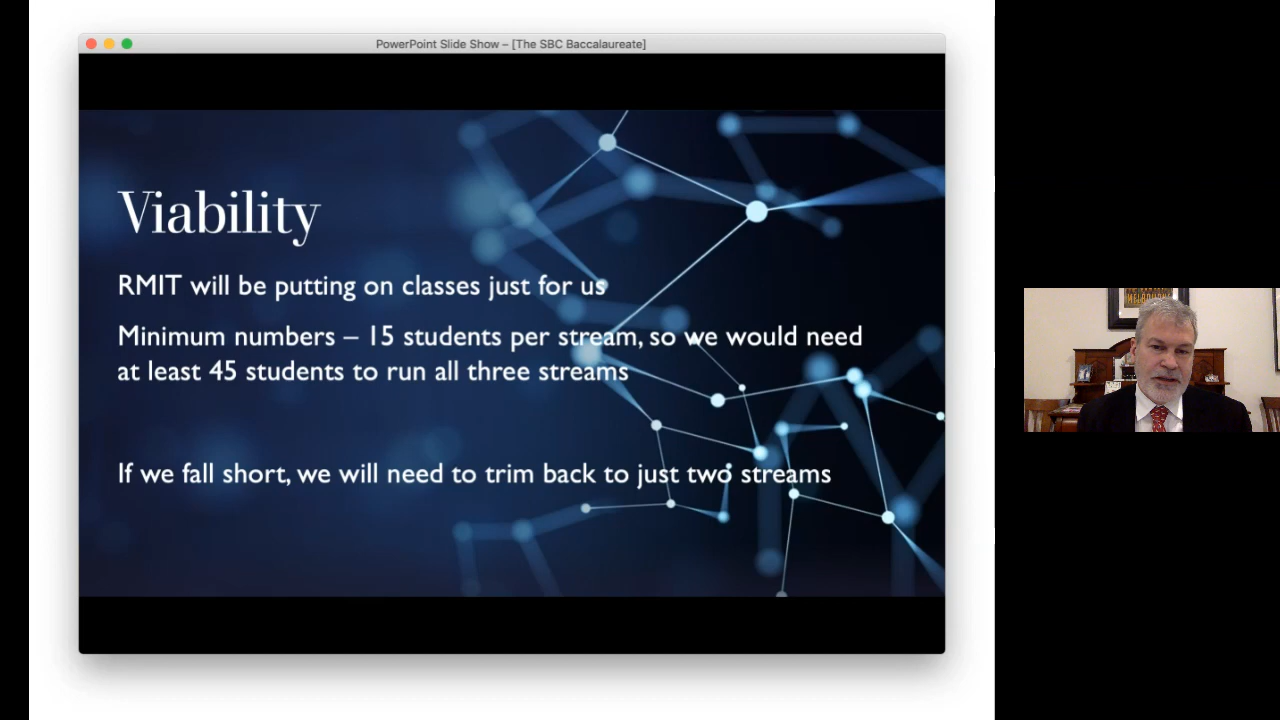 PowerPoint Slide Show – [The SBC Baccalaureate]
Viability
RMIT will be putting on classes just for us
Minimum numbers – 15 students per stream, so we would need
at least 45 students to run all three streams
If we fall short, we will need to trim back to just two streams